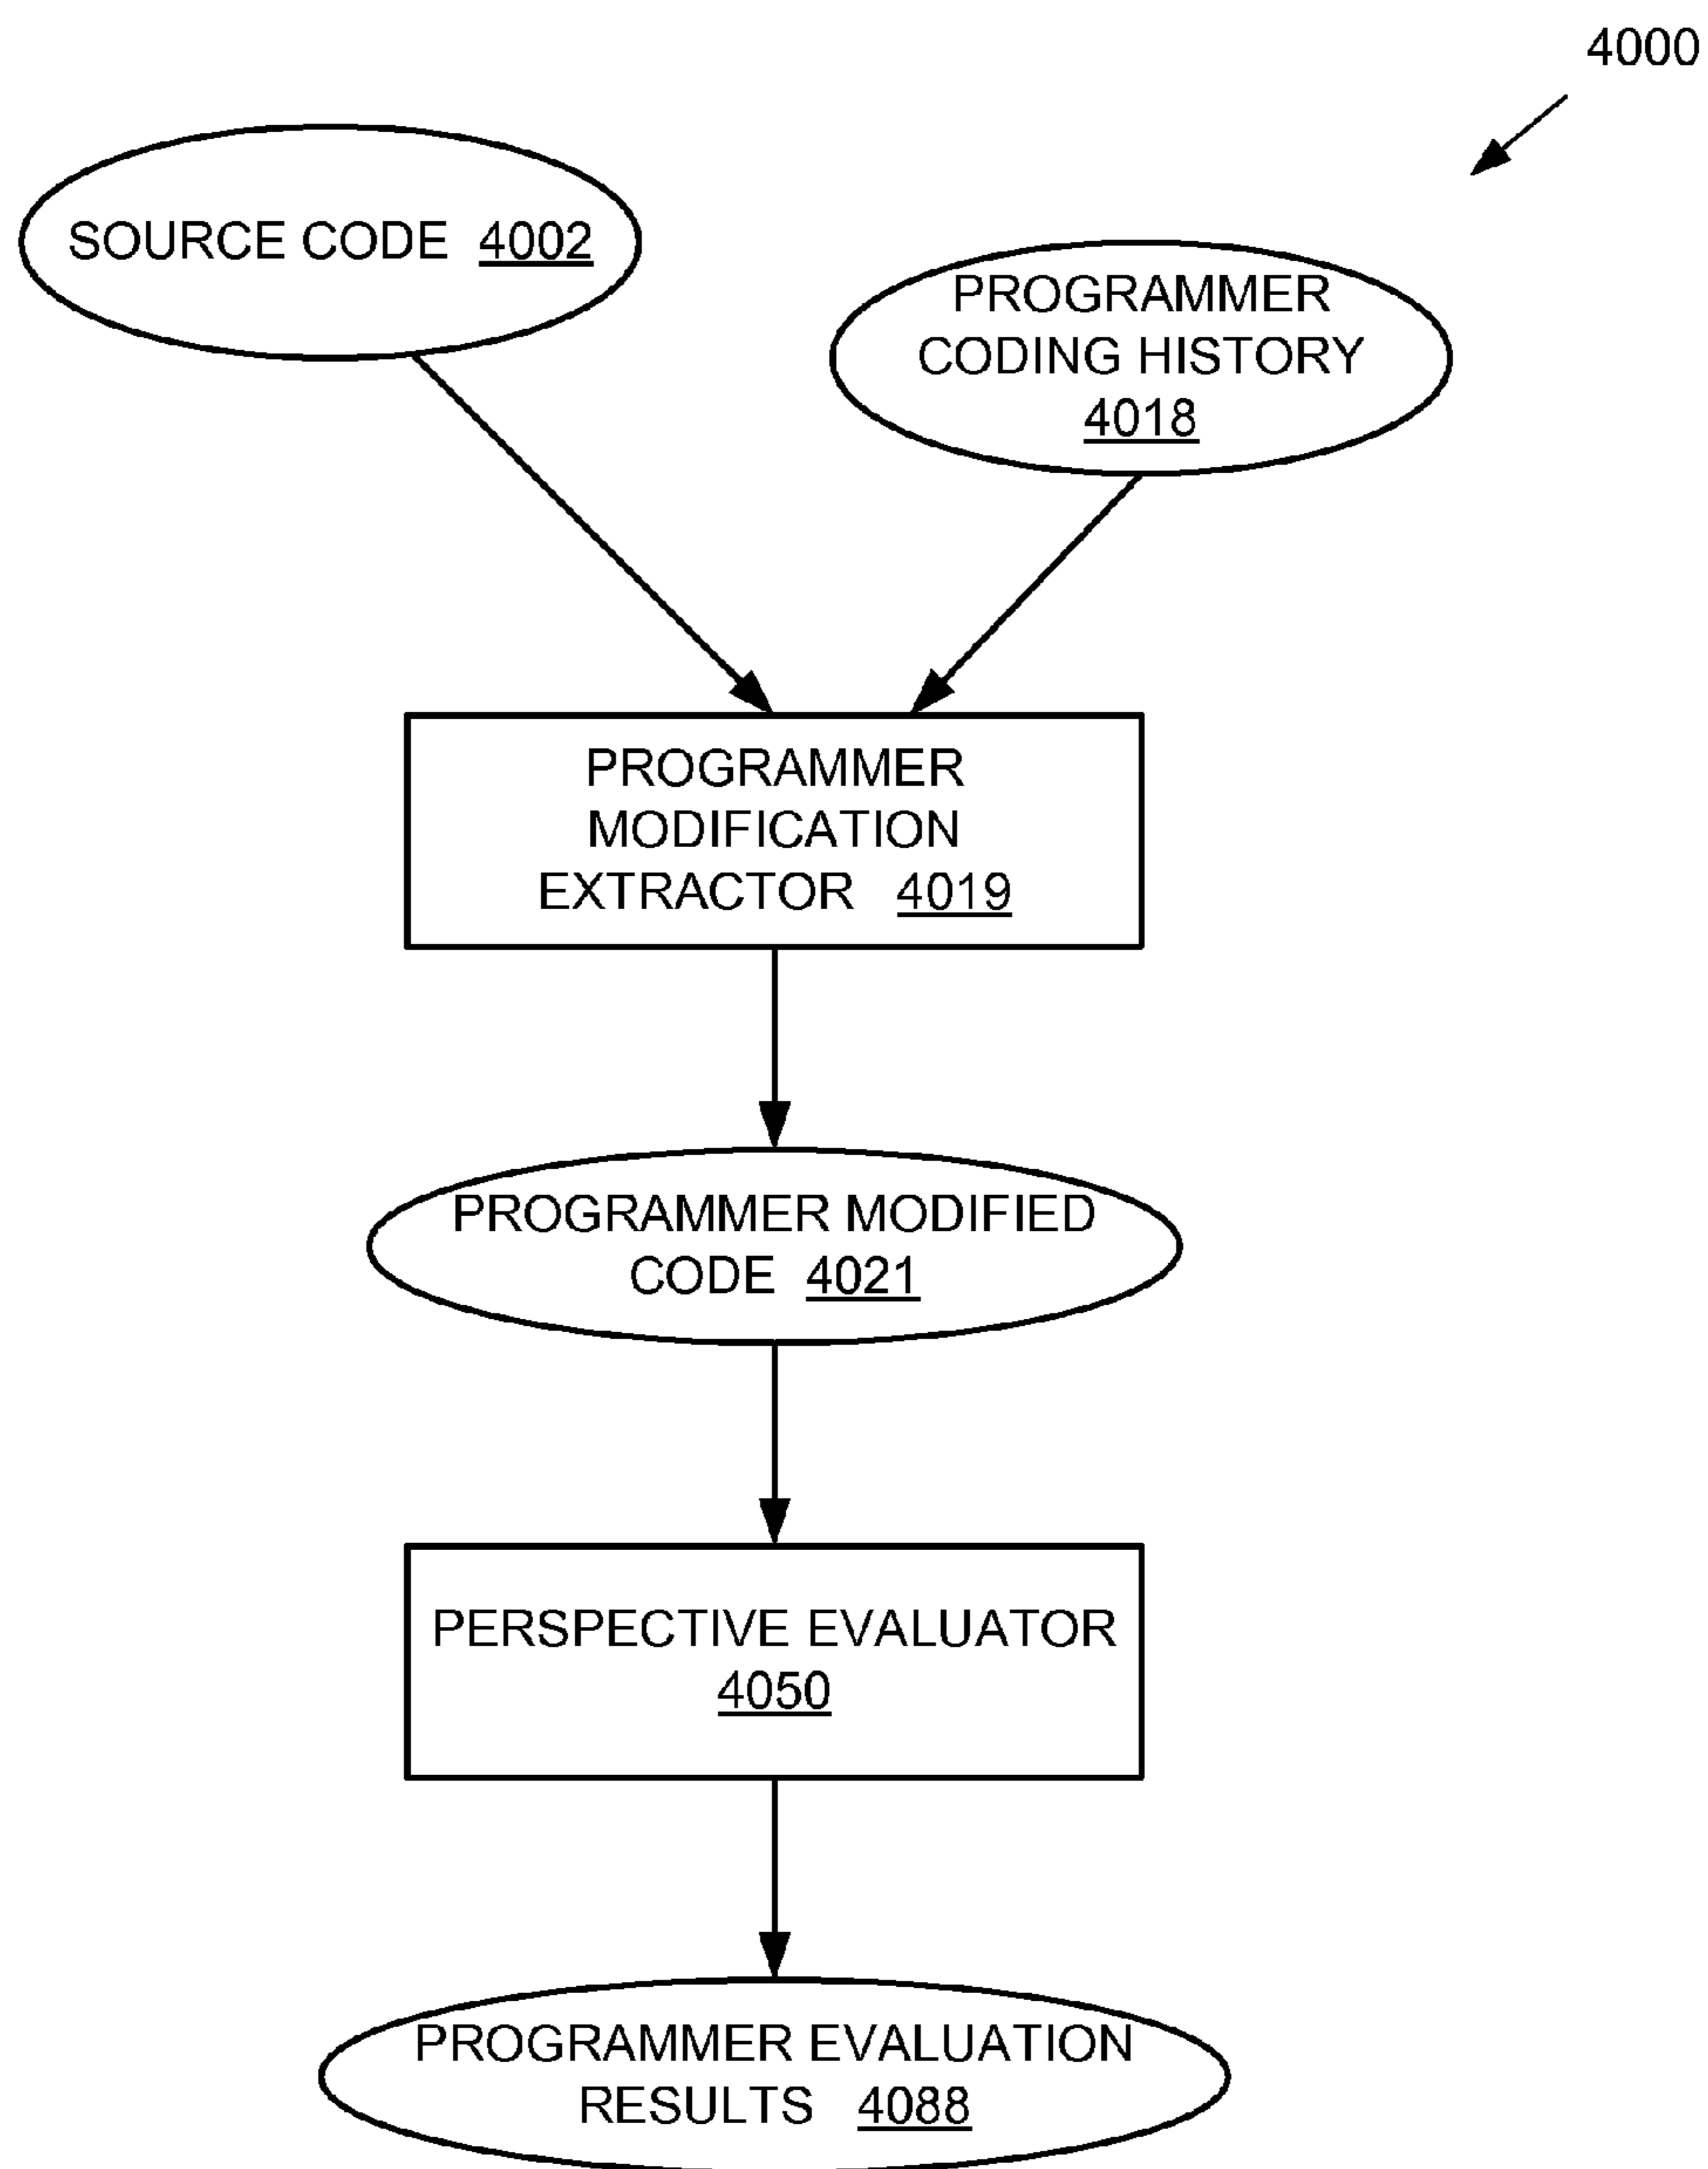 4000
SOURCE CODE 4002
PROGRAMMER
CODING HISTORY
4018
PROGRAMMER
MODIFICATION
EXTRACTOR 4019
PROGRAMMER MODIFIED
CODE 4021
PERSPECTIVE EVALUATOR
4050
PROGRAMMER EVALUATION
RESULTS 4088